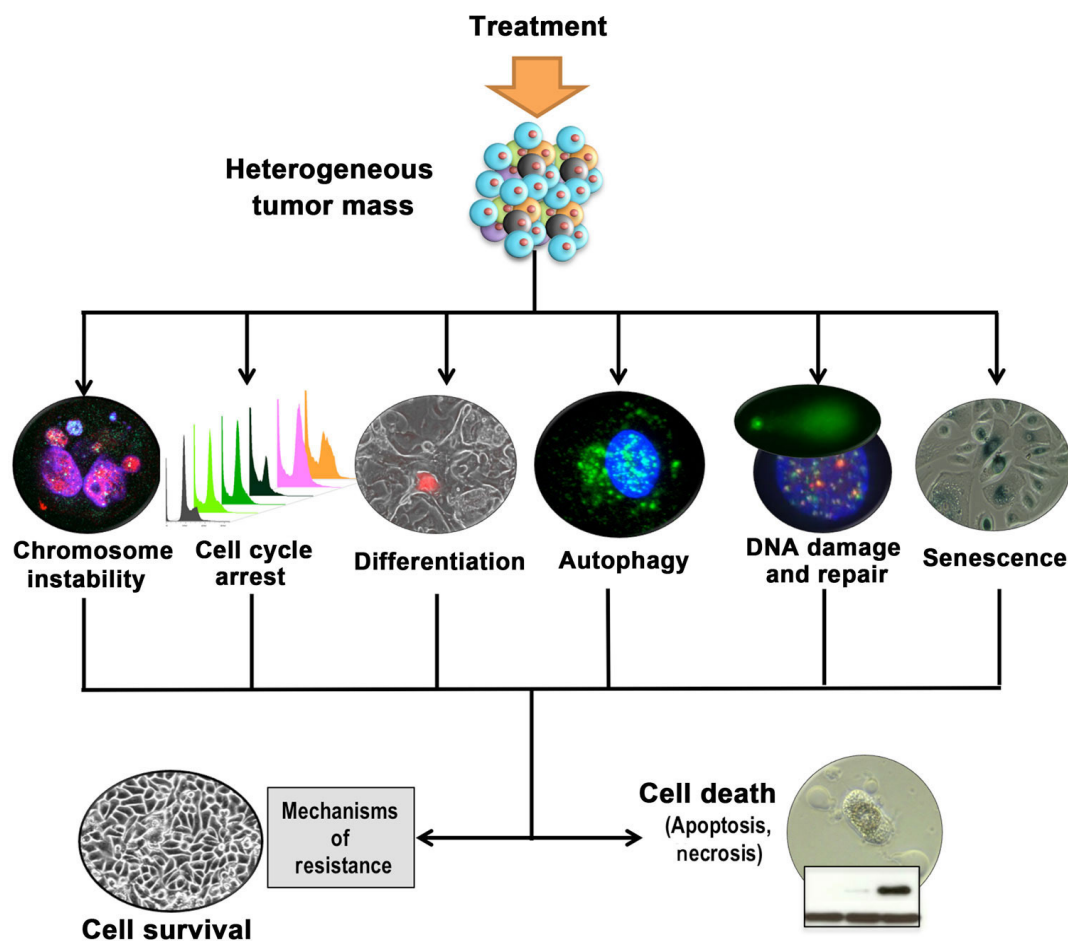 Treatment
Heterogeneous
tumor mass
Chromosome
instability
Cell cycle
arrest
Differentiation
Autophagy
DNA damage
and repair
Senescence
Mechanisms
of
resistance
Cell survival
Cell death
(Apoptosis,
necrosis)